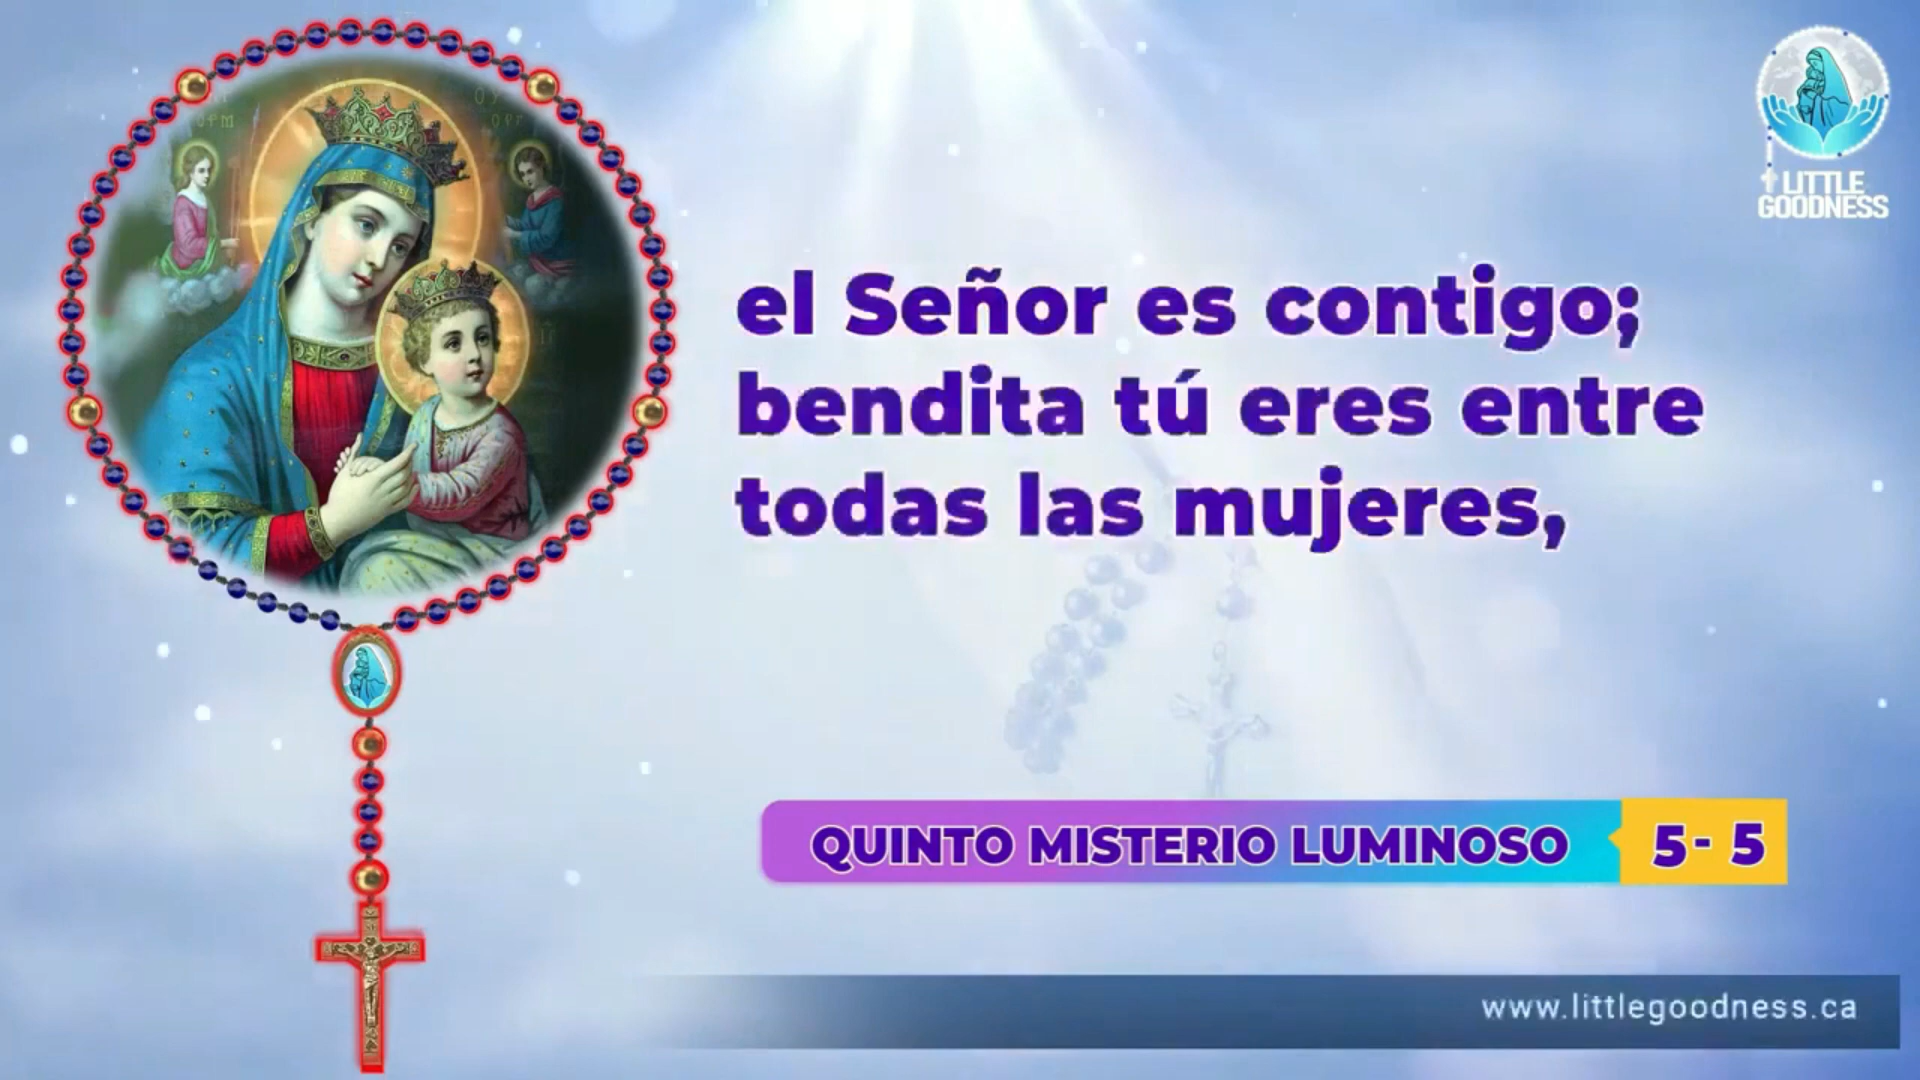 LITTLE
GOODNESS
el Señor es contigo;
bendita tú eres entre
todas las mujeres,
QUINTO MISTERIO LUMINOSO 5- 5
www.littlegoodness.ca